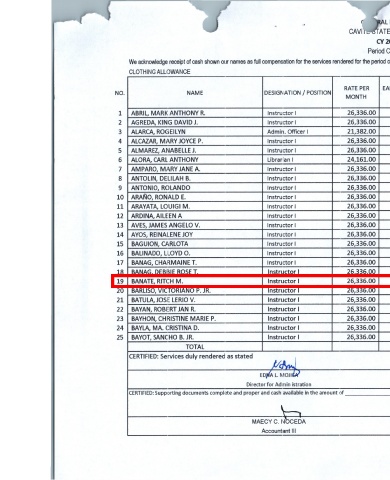 RAL
CAVITE STATE
CY 20
Period C
We acknowledge receipt of cash shown our names as full compensation for the services rendered for the period o
CLOTHING ALLOWANCE
NO. NAME DESIGNATION / POSITION RATE PER MONTH EA
1 ABRIL, MARK ANTHONY R. Instructor I 26,336.00
2 AGREDA, KING DAVID J. Instructor I 26,336.00
3 ALARCA, ROGEILYN Admin. Officer I 21,382.00
4 ALCAZAR, MARY JOYCE P. Instructor I 26,336.00
5 ALMAREZ, ANABELLE J. Instructor I 26,336.00
6 ALORA, CARL ANTHONY Librarian I 24,161.00
7 AMPARO, MARY JANE A. Instructor I 26,336.00
8 ANTOLIN, DELILAH B. Instructor I 26,336.00
9 ANTONIO, ROLANDO Instructor I 26,336.00
10 ARAÑO, RONALD E. Instructor I 26,336.00
11 ARAYATA, LOUIGI M. Instructor I 26,336.00
12 ARDINA, AILEEN A Instructor I 26,336.00
13 AVES, JAMES ANGELO V. Instructor I 26,336.00
14 AYOS, REINALENE JOY Instructor I 26,336.00
15 BAGUION, CARLOTA Instructor I 26,336.00
16 BALINADO, LLOYD O. Instructor I 26,336.00
17 BANAG, CHARMAINE T. Instructor I 26,336.00
18 BANAG, DEBBIE ROSE T. Instructor I 26,336.00
19 BANATE, RITCH M. Instructor I 26,336.00
20 BARLISO, VICTORIANO P. JR. Instructor I 26,336.00
21 BATULA, JOSE LERIO V. Instructor I 26,336.00
22 BAYAN, ROBERT JAN R. Instructor I 26,336.00
23 BAYHON, CHRISTINE MARIE P. Instructor I 26,336.00
24 BAYLA, MA. CRISTINA D. Instructor I 26,336.00
25 BAYOT, SANCHO B. JR. Instructor I 26,336.00
TOTAL
CERTIFIED: Services duly rendered as stated
EDNA L. MOJICA
Director for Admin istration
CERTIFIED: Supporting documents complete and proper and cash available in the amount of
MAECY C. NOCEDA
Accountant III